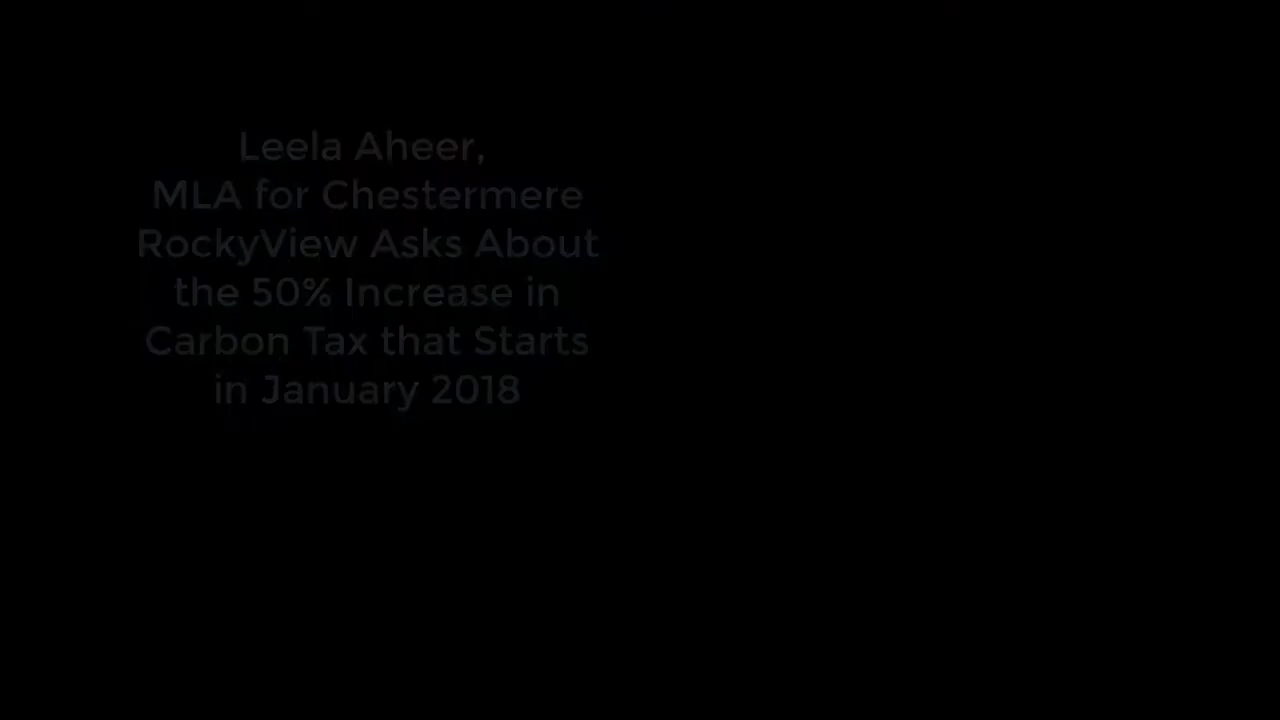 Leela Aheer,
MLA for Chestermere
RockyView Asks About
the 50% Increase in
Carbon Tax that Starts
in January 2018